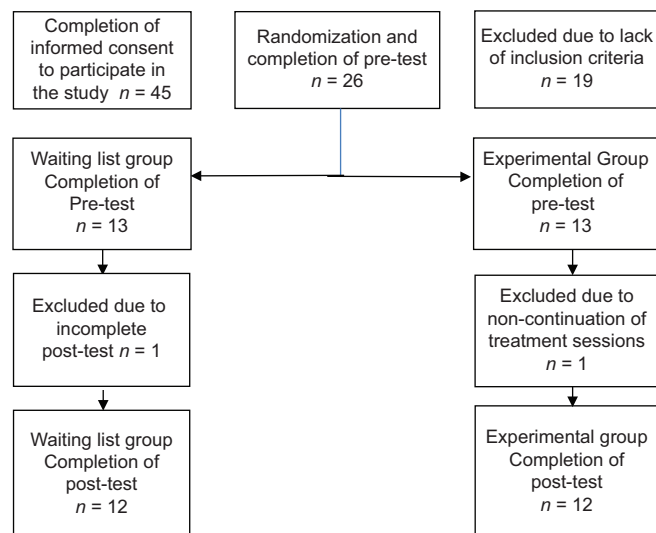 Completion of
informed consent
to participate in
the study n = 45
Randomization and
completion of pre-test
n = 26
Excluded due to lack
of inclusion criteria
n = 19
Waiting list group
Completion of
Pre-test
n = 13
Experimental Group
Completion of
pre-test
n = 13
Excluded due to
incomplete
post-test n = 1
Excluded due to
non-continuation of
treatment sessions
n = 1
Waiting list group
Completion of
post-test
n = 12
Experimental group
Completion of
post-test
n = 12